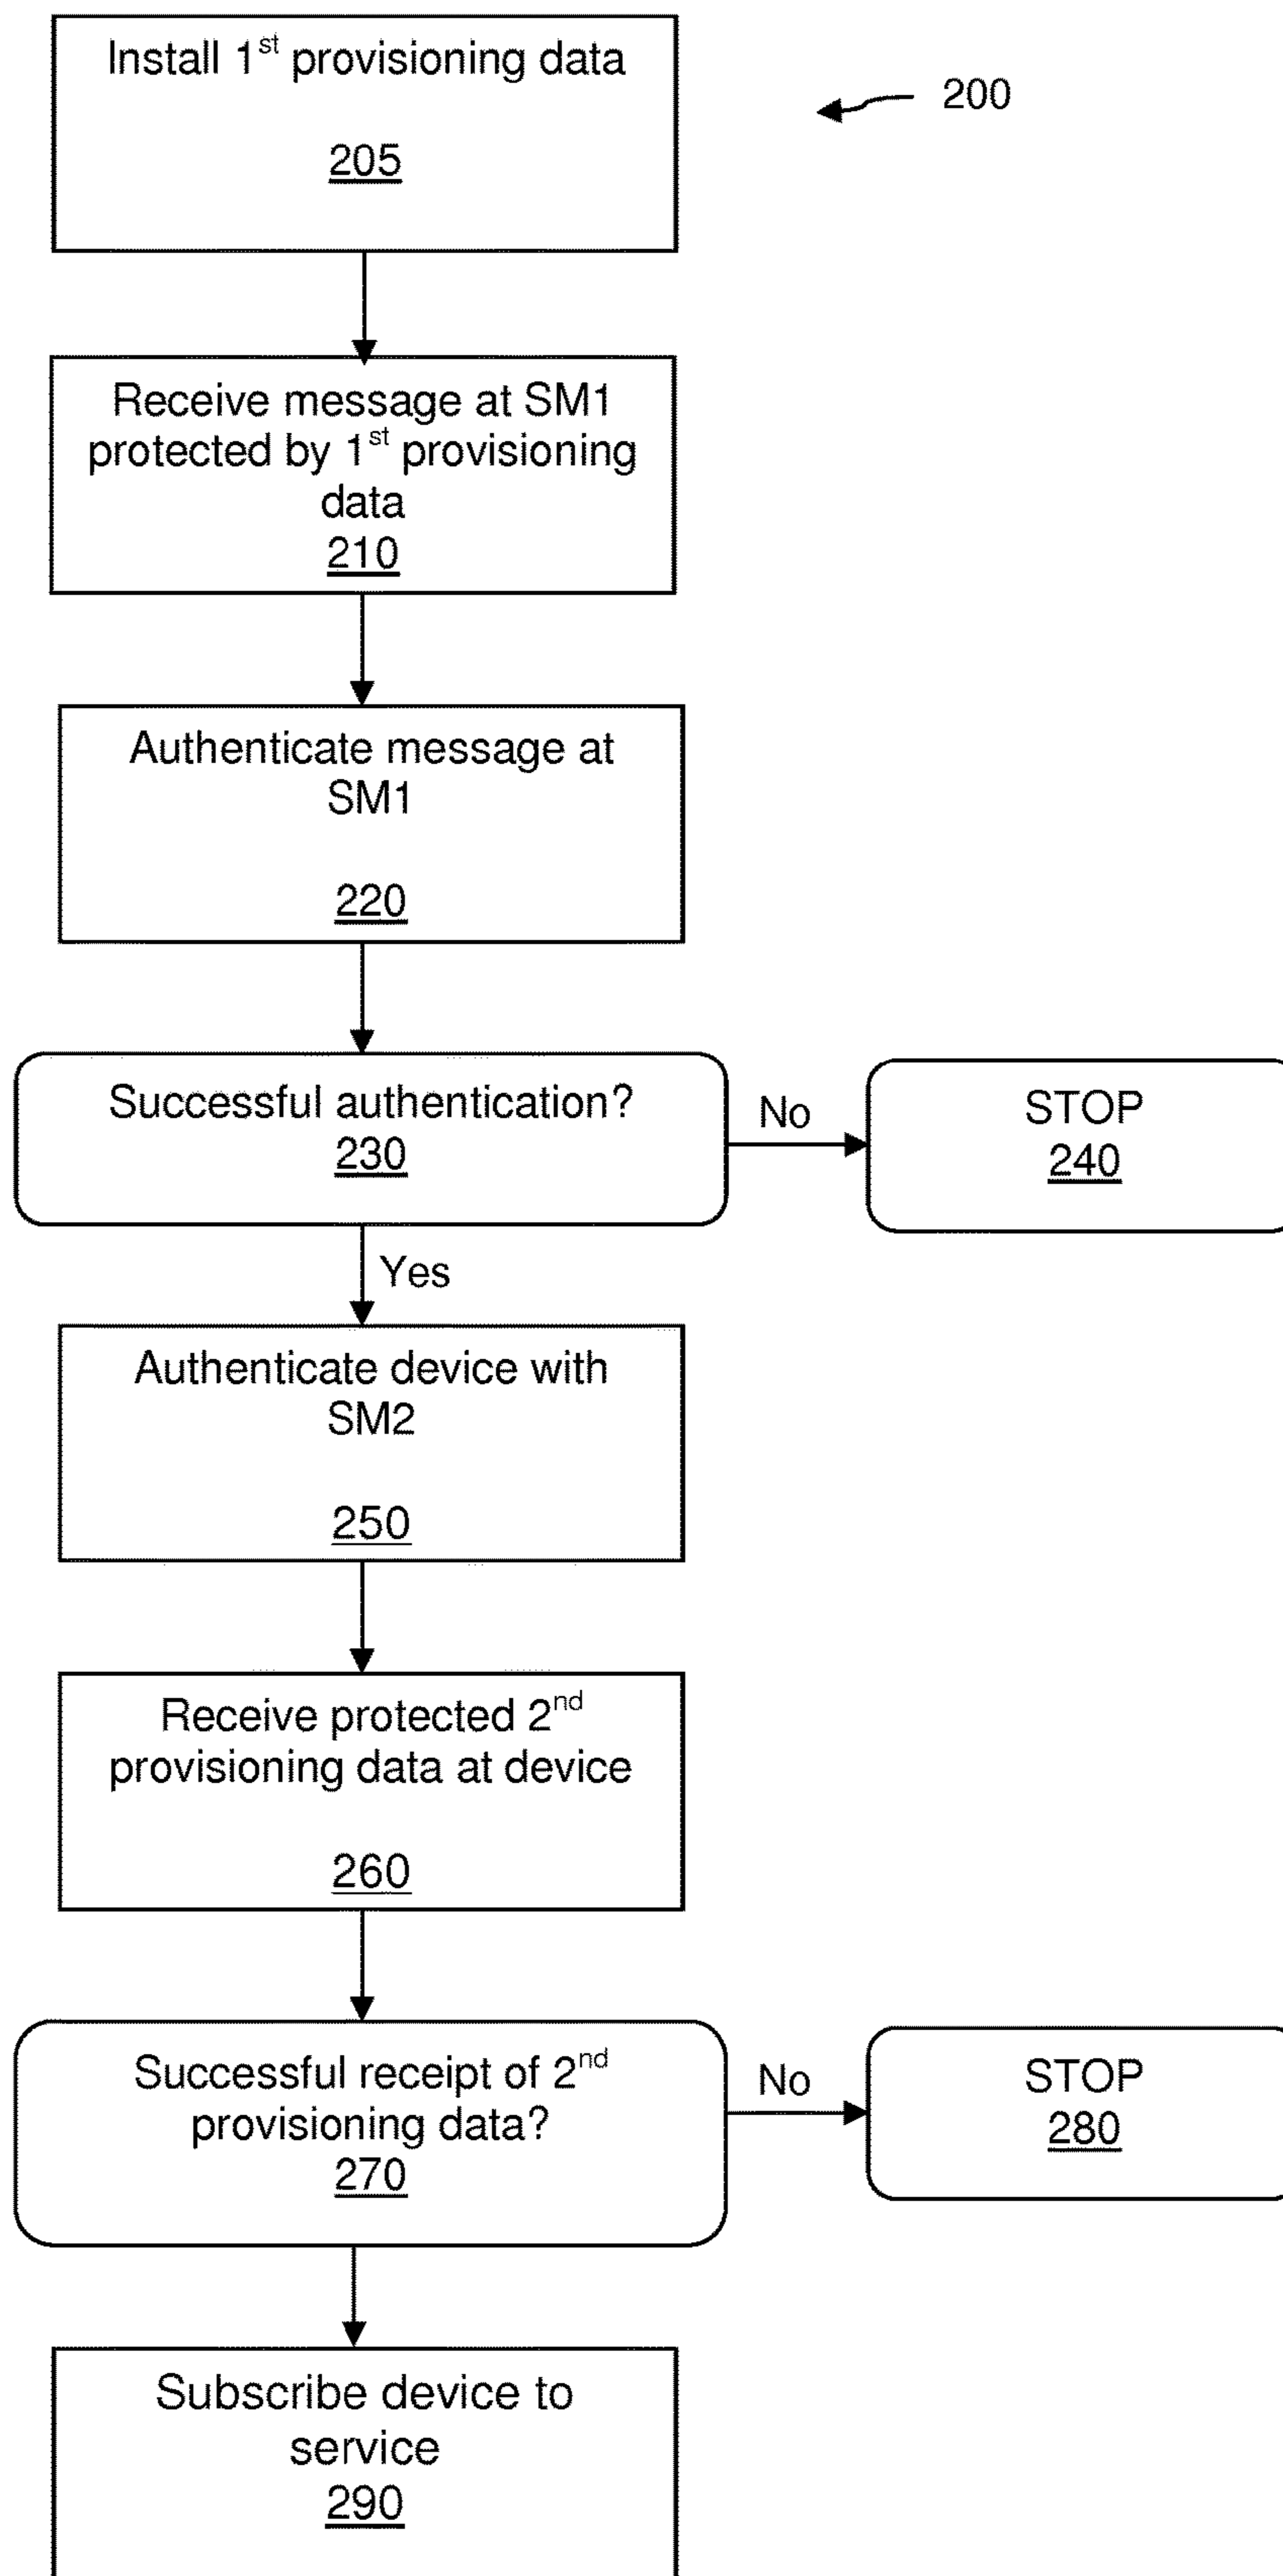 Install 1st provisioning data
205
200
Receive message at SM1
protected by 1st provisioning
data
210
Authenticate message at
SM1
220
Successful authentication?
230
No
STOP
240
Yes
Authenticate device with
SM2
250
Receive protected 2nd
provisioning data at device
260
Successful receipt of 2nd
provisioning data?
270
No
STOP
280
Subscribe device to
service
290